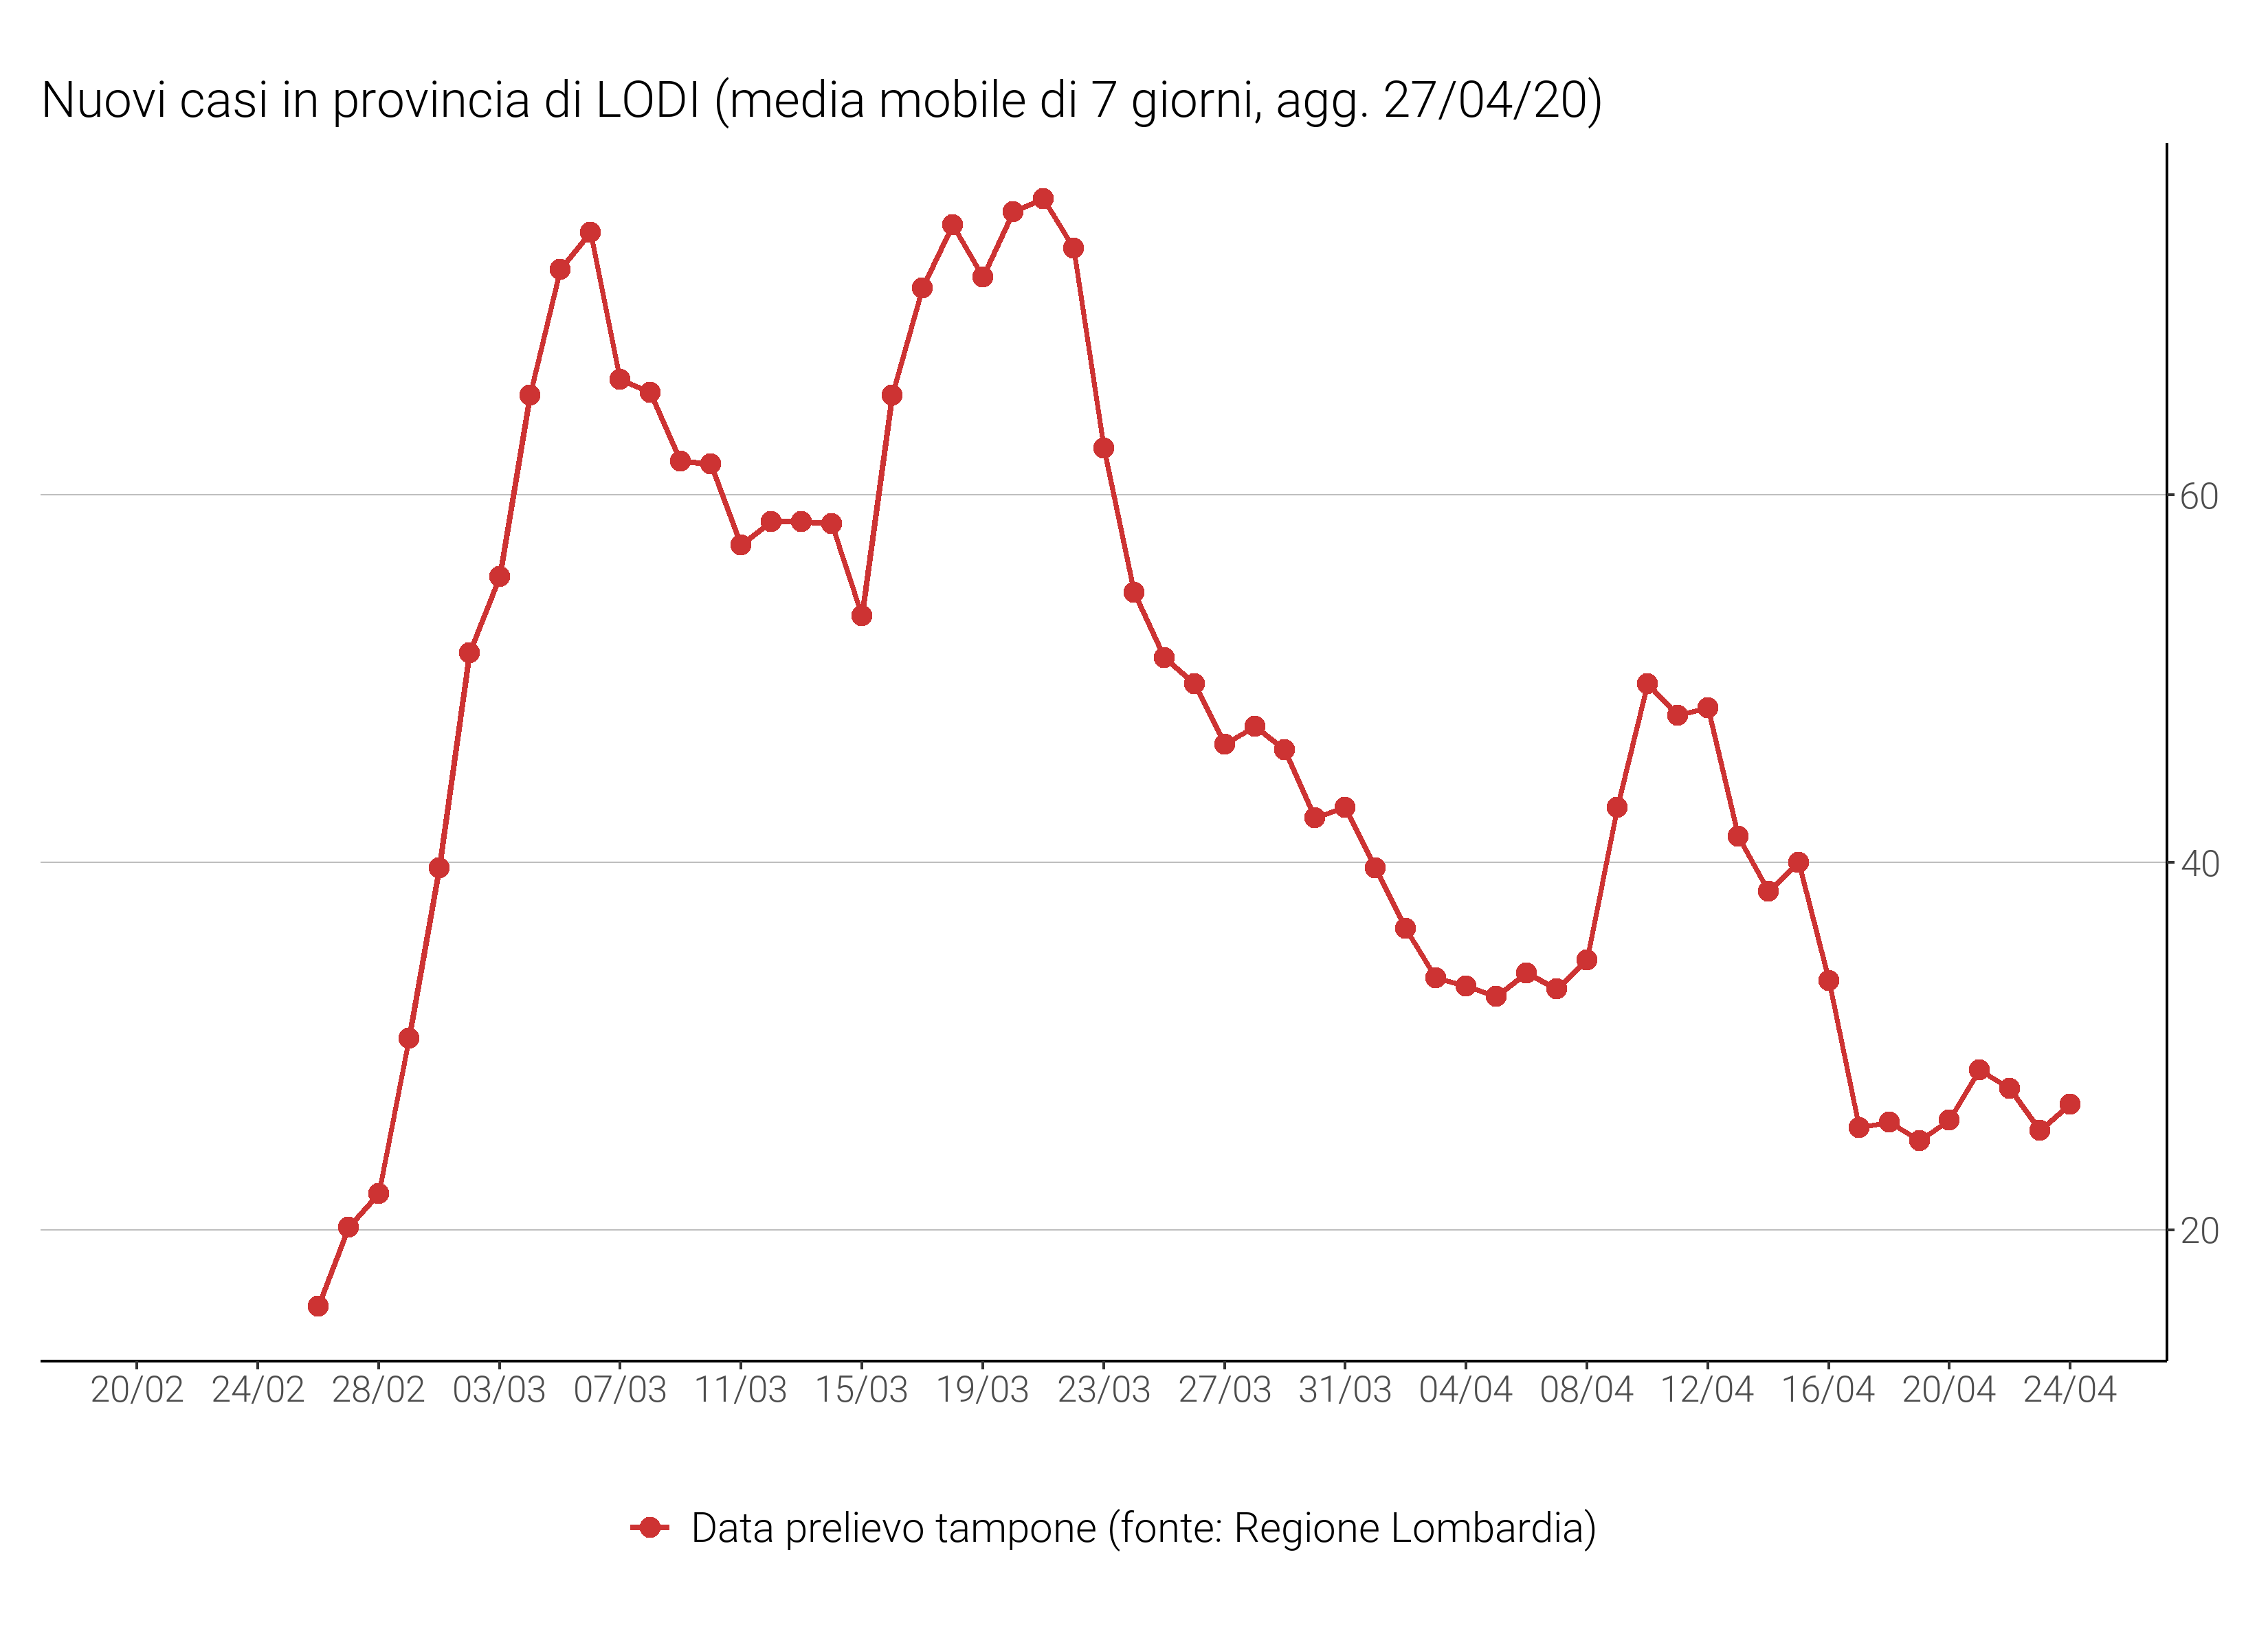 Nuovi casi in provincia di LODI (media mobile di 7 giorni, agg. 27/04/20)
60
40
20
20/02 24/02 28/02 03/03 07/03 11/03 15/03 19/03 23/03 27/03 31/03 04/04 08/04 12/04 16/04 20/04 24/04
Data prelievo tampone (fonte: Regione Lombardia)